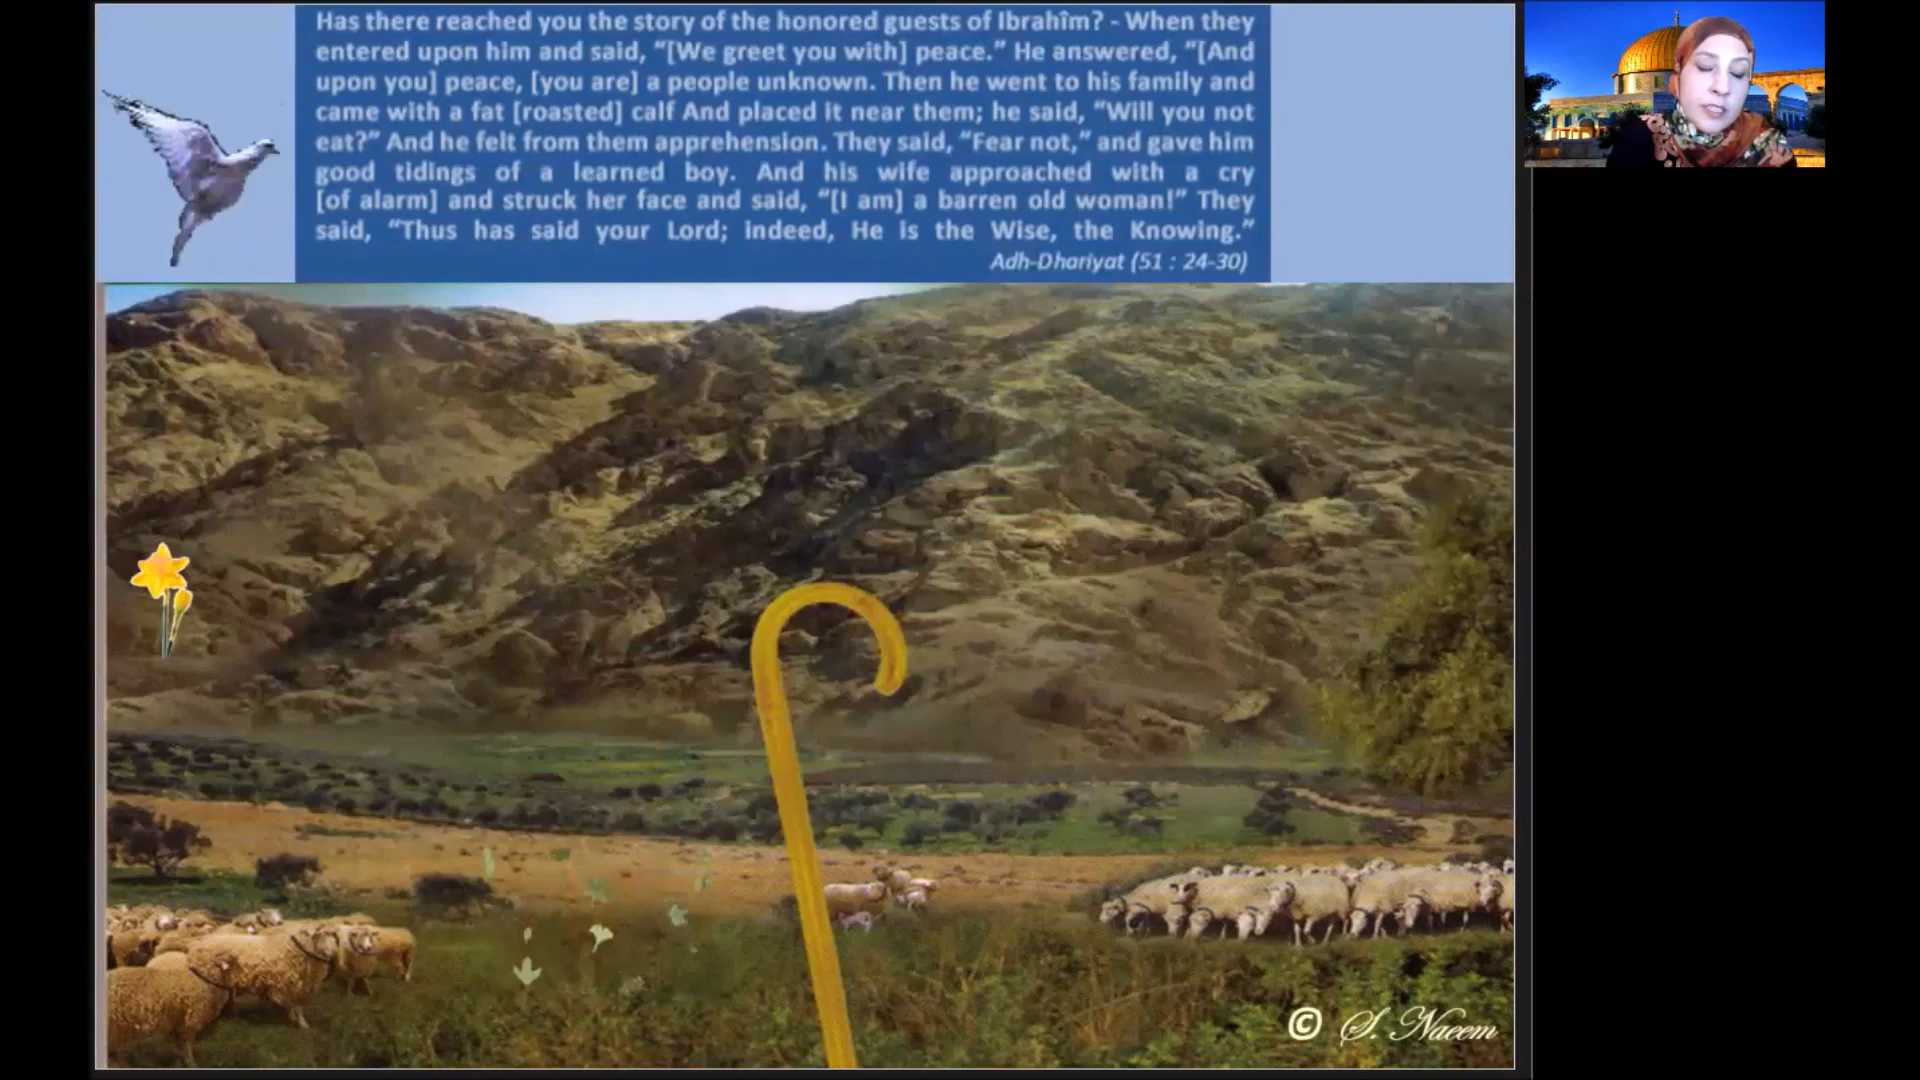 Has there reached you the story of the honored guests of Ibrahîm? - When they
entered upon him and said, “[We greet you with] peace.” He answered, “[And
upon you] peace, [you are] a people unknown. Then he went to his family and
came with a fat [roasted] calf And placed it near them; he said, “Will you not
eat?” And he felt from them apprehension. They said, “Fear not,” and gave him
good tidings of a learned boy. And his wife approached with a cry
[of alarm] and struck her face and said, “[I am] a barren old woman!” They
said, “Thus has said your Lord; indeed, He is the Wise, the Knowing.”
Adh-Dhariyat (51 : 24-30)
© S. Naeem